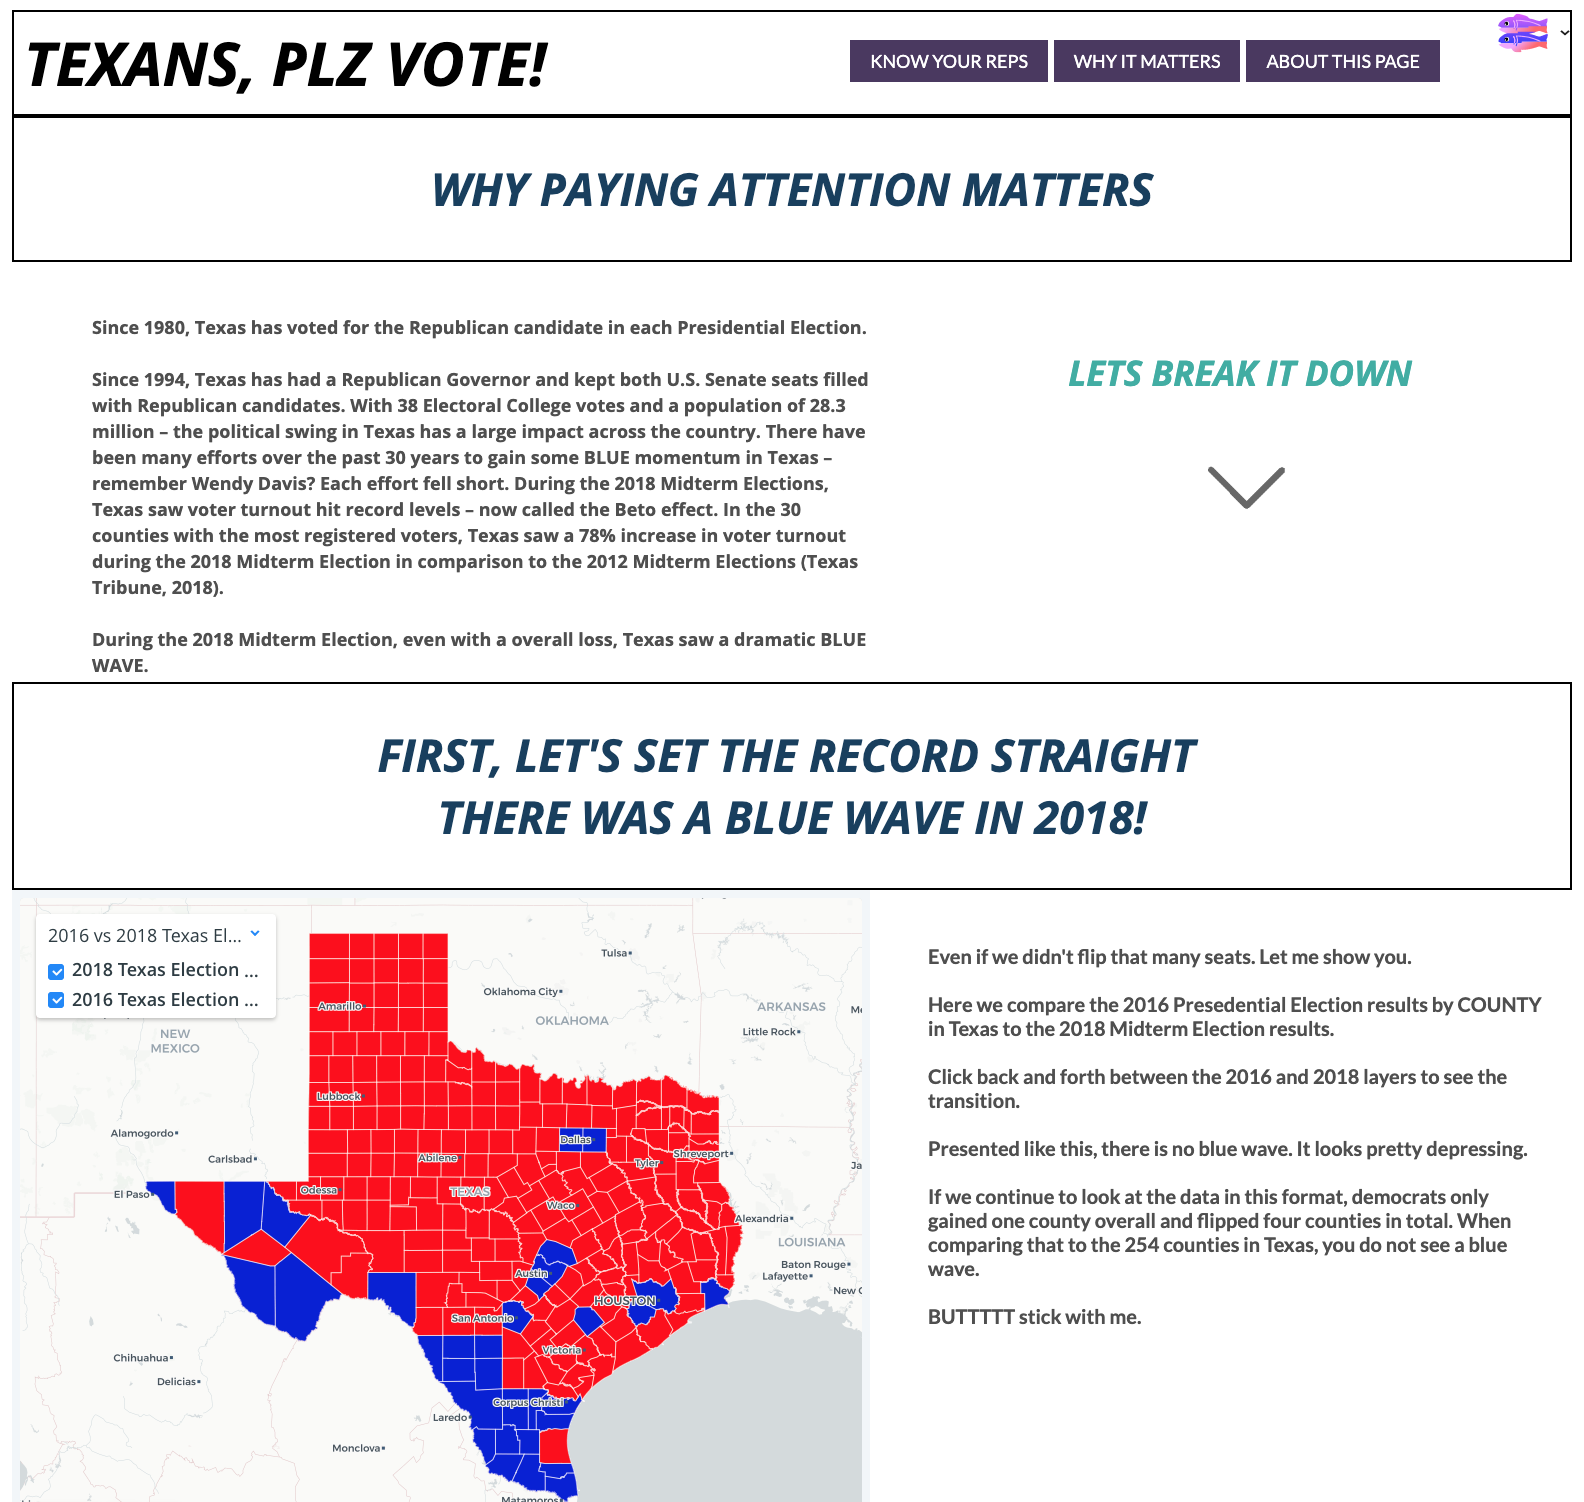 TEXANS, PLZ VOTE!
KNOW YOUR REPS
WHY IT MATTERS
ABOUT THIS PAGE
WHY PAYING ATTENTION MATTERS
Since 1980, Texas has voted for the Republican candidate in each Presidential Election.
Since 1994, Texas has had a Republican Governor and kept both U.S. Senate seats filled
with Republican candidates. With 38 Electoral College votes and a population of 28.3
million – the political swing in Texas has a large impact across the country. There have
been many efforts over the past 30 years to gain some BLUE momentum in Texas –
remember Wendy Davis? Each effort fell short. During the 2018 Midterm Elections,
Texas saw voter turnout hit record levels – now called the Beto effect. In the 30
counties with the most registered voters, Texas saw a 78% increase in voter turnout
during the 2018 Midterm Election in comparison to the 2012 Midterm Elections (Texas
Tribune, 2018).
During the 2018 Midterm Election, even with a overall loss, Texas saw a dramatic BLUE
WAVE.
LETS BREAK IT DOWN
FIRST, LET'S SET THE RECORD STRAIGHT
THERE WAS A BLUE WAVE IN 2018!
2016 vs 2018 Texas El...
2018 Texas Election ...
2016 Texas Election ...
Tulsa
Amarillo
Oklahoma City
OKLAHOMA
ARKANSAS
Me
Little Rock
NEW
MEXICO
Lubbock
Alamogordo
Dallas
Carlsbad
Abilene
Tyler
Shreveport
Ja
El Paso
Odessa
TEXAS
Waco
Alexandria
LOUISIANA
Austin
Baton Rouge
Lafayette
New O
HOUSTON
San Antonio
Victoria
Chihuahua
Delicias
Corpus Christi
Laredo
Monclova
Matamoros
Even if we didn't flip that many seats. Let me show you.
Here we compare the 2016 Presedential Election results by COUNTY
in Texas to the 2018 Midterm Election results.
Click back and forth between the 2016 and 2018 layers to see the
transition.
Presented like this, there is no blue wave. It looks pretty depressing.
If we continue to look at the data in this format, democrats only
gained one county overall and flipped four counties in total. When
comparing that to the 254 counties in Texas, you do not see a blue
wave.
BUTTTTT stick with me.